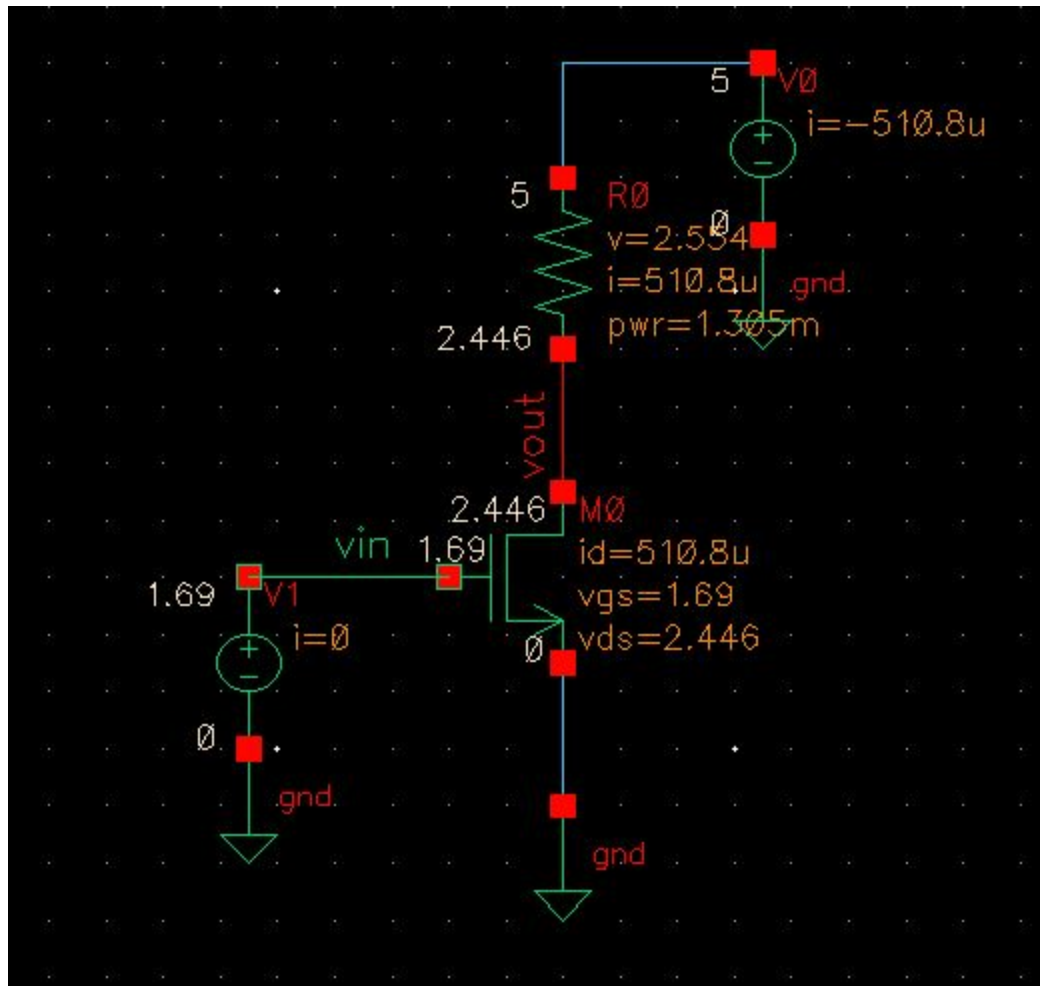 5
V0
i=-510.8u
5
R0
0
v=2.554
i=510.8u
gnd
2.446
pwr=1.305m
vout
2.446
M0
vin
1.69
id=510.8u
1.69
V1
vgs=1.69
i=0
0
vds=2.446
0
gnd
gnd